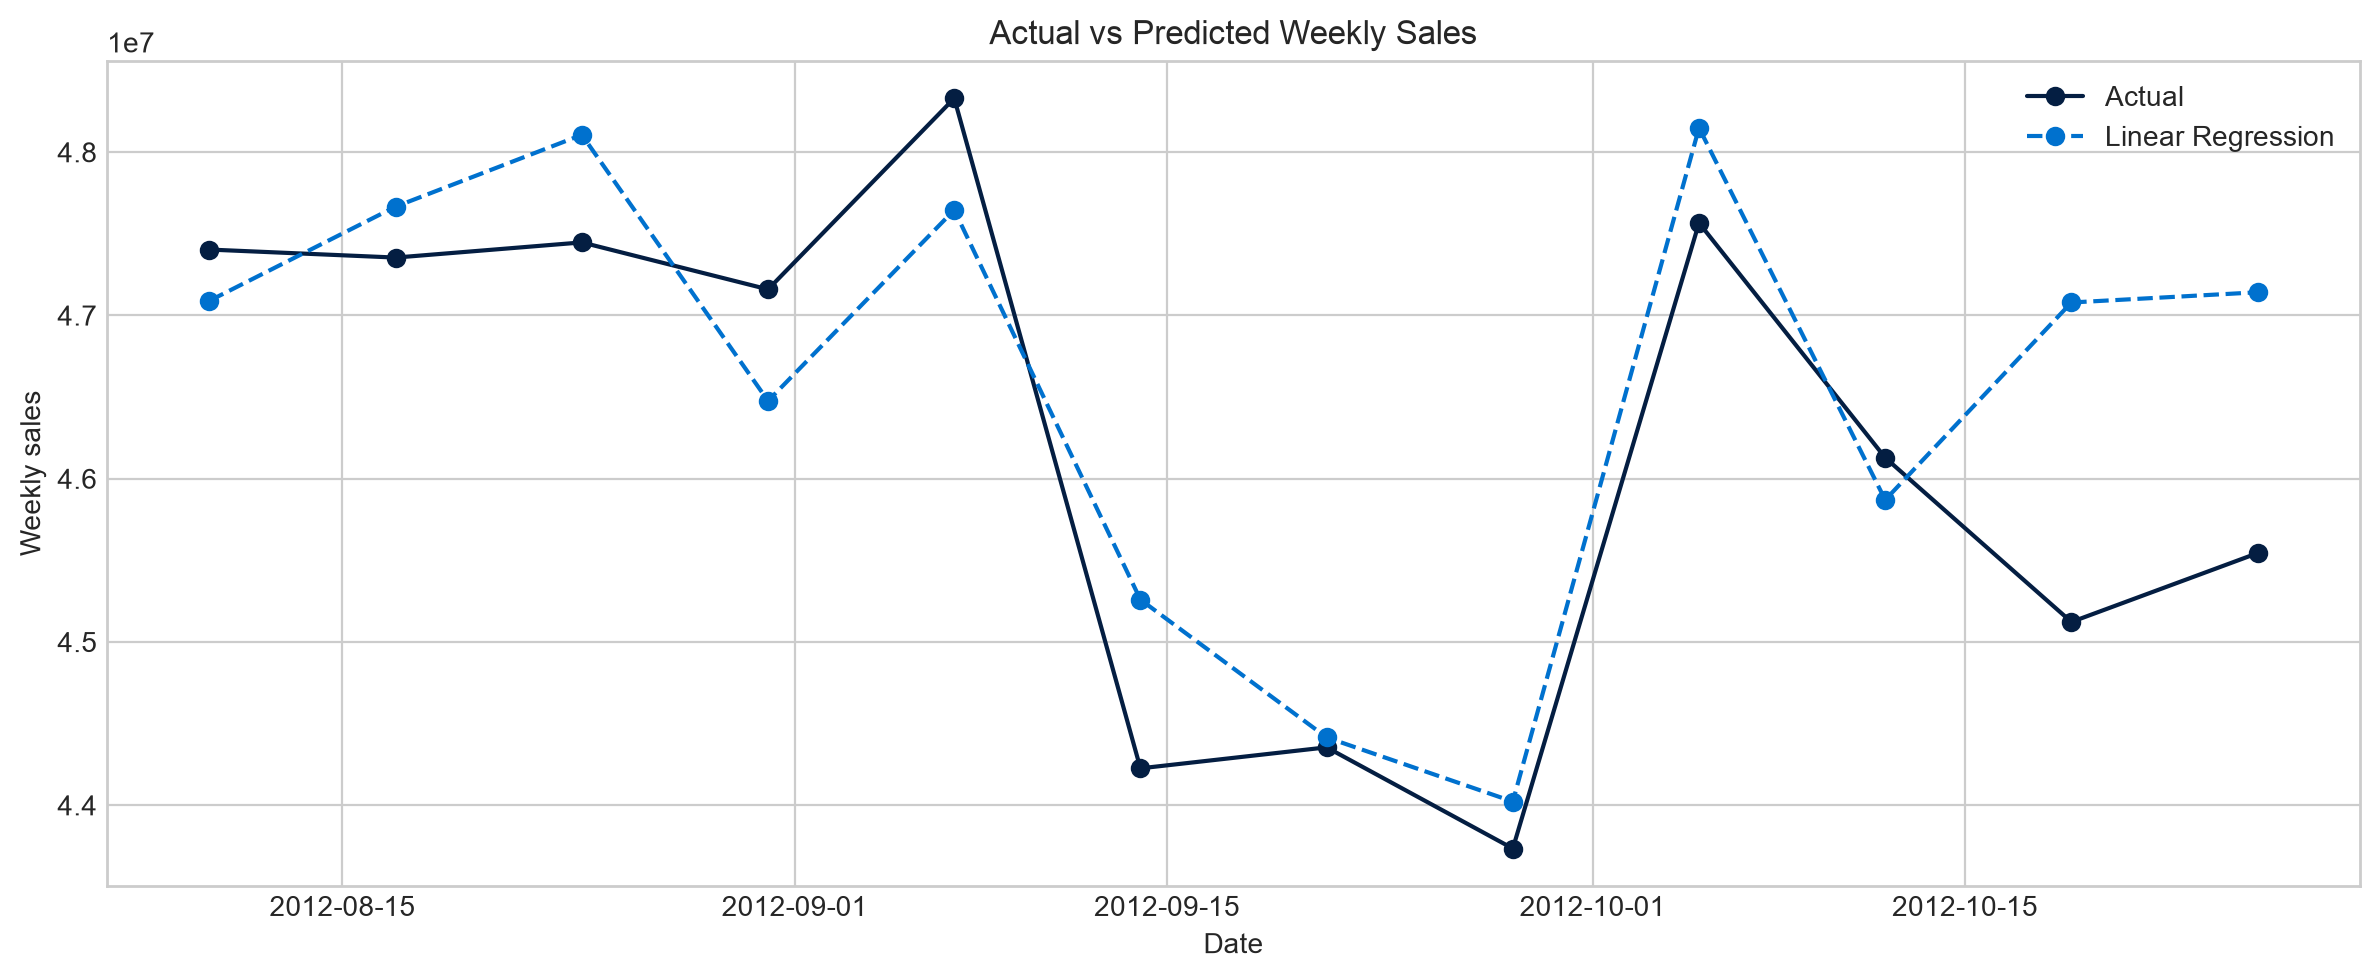 Actual vs Predicted Weekly Sales
1e7
Actual
Linear Regression
4.8
4.7
4.6
4.5
4.4
Weekly sales
2012-08-15
2012-09-01
2012-09-15
2012-10-01
2012-10-15
Date